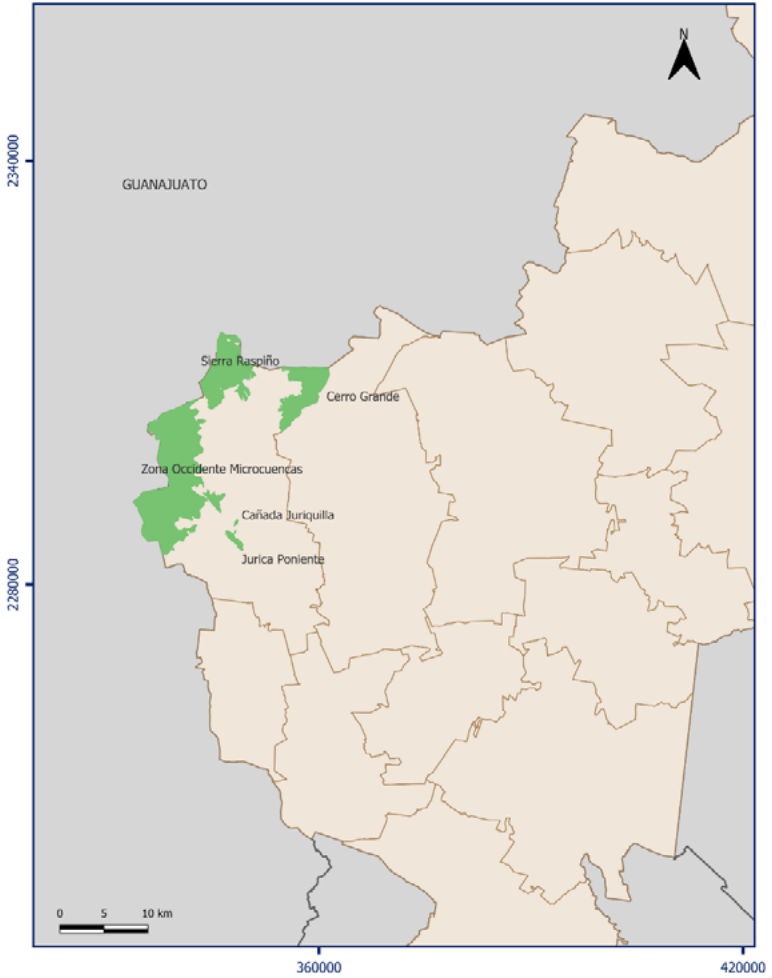 N
2340000
GUANAJUATO
Sierra Raspiño
Cerro Grande
Zona Occidente Microcuencas
Cañada Juriquilla
Jurica Poniente
2280000
0 5 10 km
360000 420000